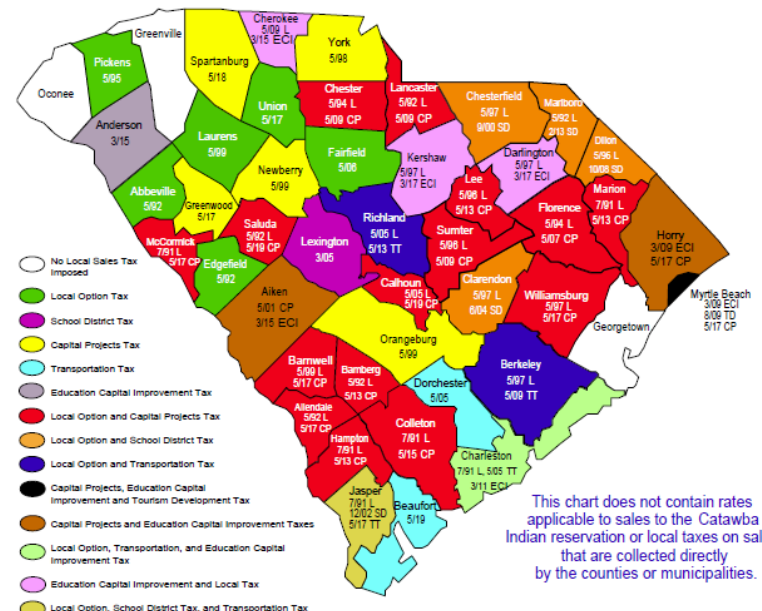 Cherokee
5/09 L
3/15 ECI
Greenville
York
5/98
Pickens
5/95
Spartanburg
5/18
Oconee
Chester
5/94 L
5/09 CP
Lancaster
5/92 L
5/09 CP
Chesterfield
5/97 L
9/00 SD
Marlboro
5/92 L
2/13 SD
Union
5/17
Anderson
3/15
Laurens
5/99
Dillon
5/96 L
10/08 SD
Fairfield
5/06
Kershaw
5/97 L
3/17 ECI
Darlington
5/97 L
3/17 ECI
Newberry
5/99
Lee
5/96 L
5/13 CP
Marion
7/91 L
5/13 CP
Abbeville
5/92
Greenwood
5/17
Florence
5/94 L
5/07 CP
Saluda
5/92 L
5/19 CP
Richland
5/05 L
5/13 TT
Sumter
5/96 L
5/09 CP
Horry
3/09 ECI
5/17 CP
McCormick
7/91 L
5/17 CP
Lexington
3/05
Edgefield
5/92
Clarendon
5/97 L
6/04 SD
Calhoun
5/05 L
5/19 CP
Williamsburg
5/97 L
5/17 CP
Aiken
5/01 CP
3/15 ECI
Myrtle Beach
3/09 ECI
8/09 TD
5/17 CP
Georgetown
Orangeburg
5/99
Barnwell
5/99 L
5/17 CP
Bamberg
5/92 L
5/13 CP
Berkeley
5/97 L
5/09 TT
Dorchester
5/05
Allendale
5/92 L
5/17 CP
Colleton
7/91 L
5/15 CP
Hampton
7/91 L
5/13 CP
Charleston
7/91 L, 5/05 TT
3/11 ECI
Jasper
7/91 L
12/02 SD
5/17 TT
Beaufort
5/19
No Local Sales Tax
Imposed
Local Option Tax
School District Tax
Capital Projects Tax
Transportation Tax
Education Capital Improvement Tax
Local Option and Capital Projects Tax
Local Option and School District Tax
Local Option and Transportation Tax
Capital Projects, Education Capital
Improvement and Tourism Development Tax
Capital Projects and Education Capital Improvement Taxes
Local Option, Transportation, and Education Capital
Improvement Tax
Education Capital Improvement and Local Tax
Local Option, School District Tax, and Transportation Tax
This chart does not contain rates
applicable to sales to the Catawba
Indian reservation or local taxes on sal
that are collected directly
by the counties or municipalities.